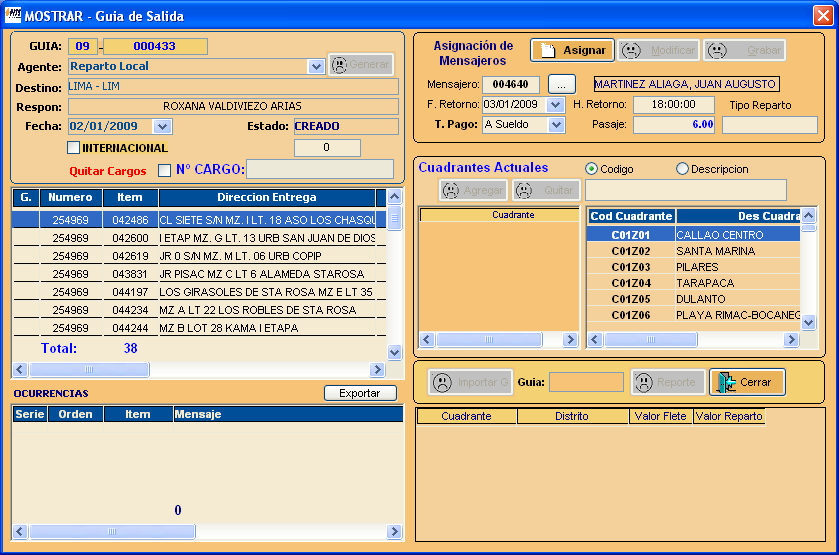 MOSTRAR - Guia de Salida
GUIA: 09 - 000433
Agente: Reparto Local Generar
Destino: LIMA - LIM
Respon: ROXANA VALDIVIEZO ARIAS
Fecha: 02/01/2009 Estado: CREADO
INTERNACIONAL 0
Quitar Cargos Nº CARGO:
G. Numero Item Direccion Entrega
254969 042486 CL SIETE S/N MZ. I LT. 18 ASO LOS CHASQU
254969 042600 I ETAP MZ. G LT. 13 URB SAN JUAN DE DIOS
254969 042619 JR 0 S/N MZ. M LT. 06 URB COPIP
254969 043831 JR PISAC MZ C LT 6 ALAMEDA STAROSA
254969 044197 LOS GIRASOLES DE STA ROSA MZ E LT 35
254969 044234 MZ A LT 22 LOS ROBLES DE STA ROSA
254969 044244 MZ B LOT 28 KAMA I ETAPA
Total: 38
OCURRENCIAS Exportar
Serie Orden Item Mensaje
0
Asignación de
Mensajeros
Asignar Modificar Grabar
Mensajero: 004640 ... MARTINEZ ALIAGA, JUAN AUGUSTO
F. Retorno: 03/01/2009 H. Retorno: 18:00:00 Tipo Reparto
T. Pago: A Sueldo Pasaje: 6.00
Cuadrantes Actuales Codigo Descripcion
Agregar Quitar
Cuadrante
Cod Cuadrante Des Cuadra
C01Z01 CALLAO CENTRO
C01Z02 SANTA MARINA
C01Z03 PILARES
C01Z04 TARAPACA
C01Z05 DULANTO
C01Z06 PLAYA RIMAC-BOCANEG
Importar G Guia: Reporte Cerrar
Cuadrante Distrito Valor Flete Valor Reparto